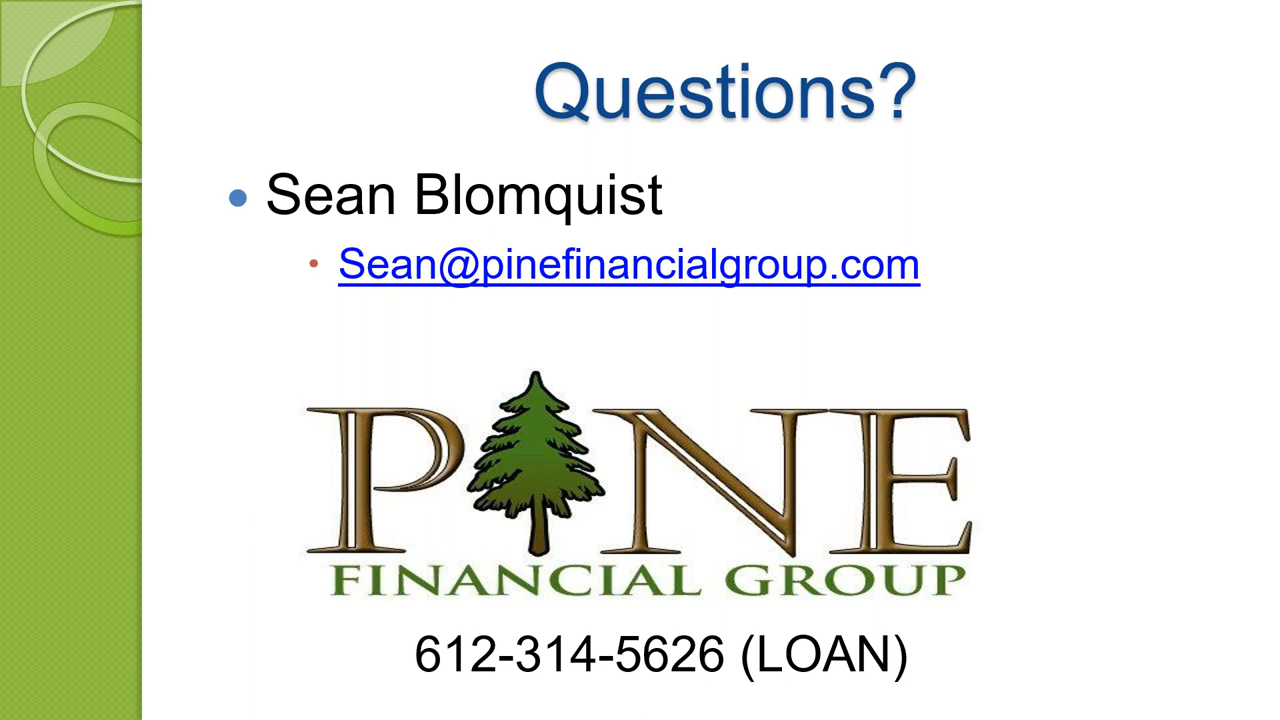 Questions?
Sean Blomquist
Sean@pinefinancialgroup.com
PINE
FINANCIAL GROUP
612-314-5626 (LOAN)